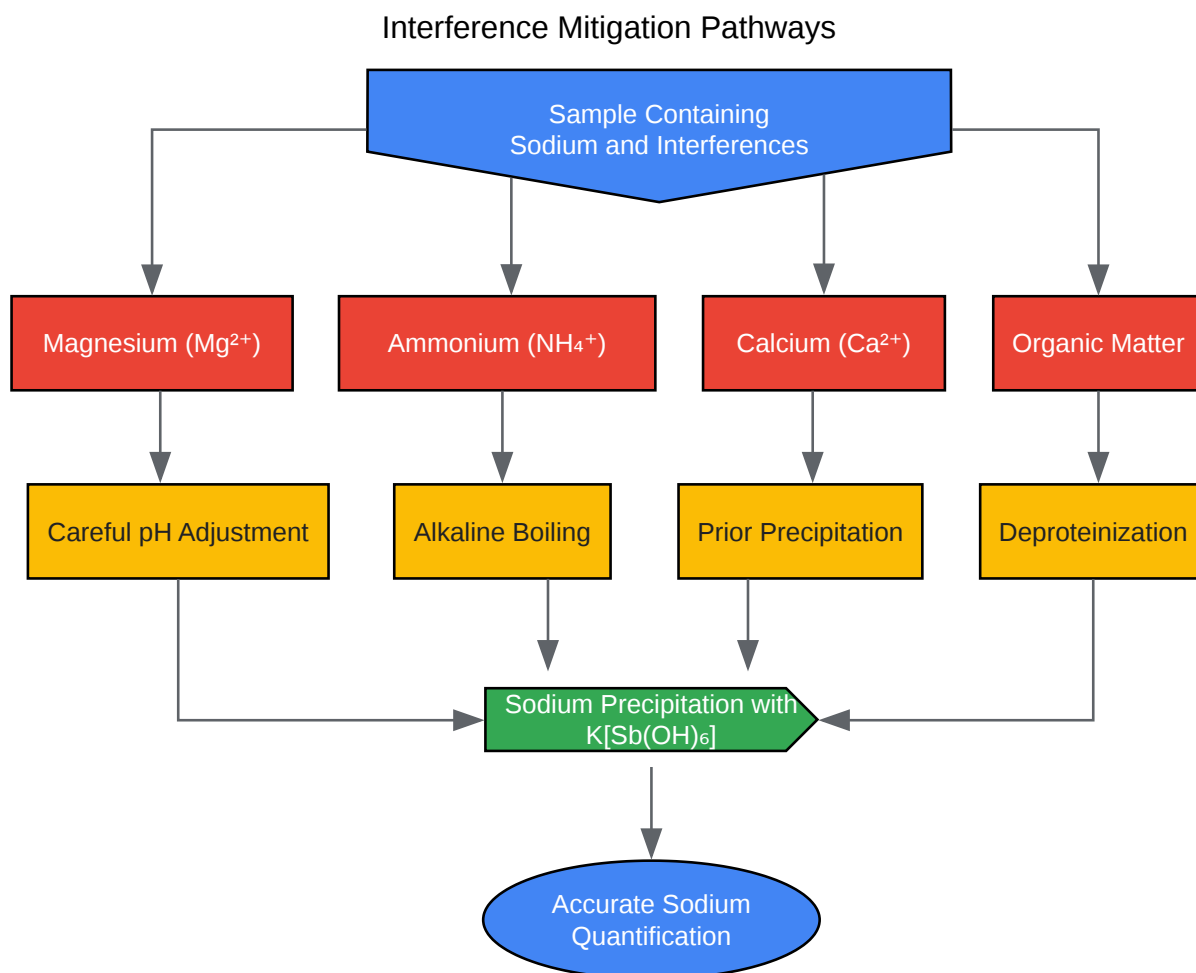 Interference Mitigation Pathways
Sample Containing
Sodium and Interferences
Magnesium (Mg²⁺)
Ammonium (NH₄⁺)
Calcium (Ca²⁺)
Organic Matter
Careful pH Adjustment
Alkaline Boiling
Prior Precipitation
Deproteinization
Sodium Precipitation with
K[Sb(OH)₆]
Accurate Sodium
Quantification